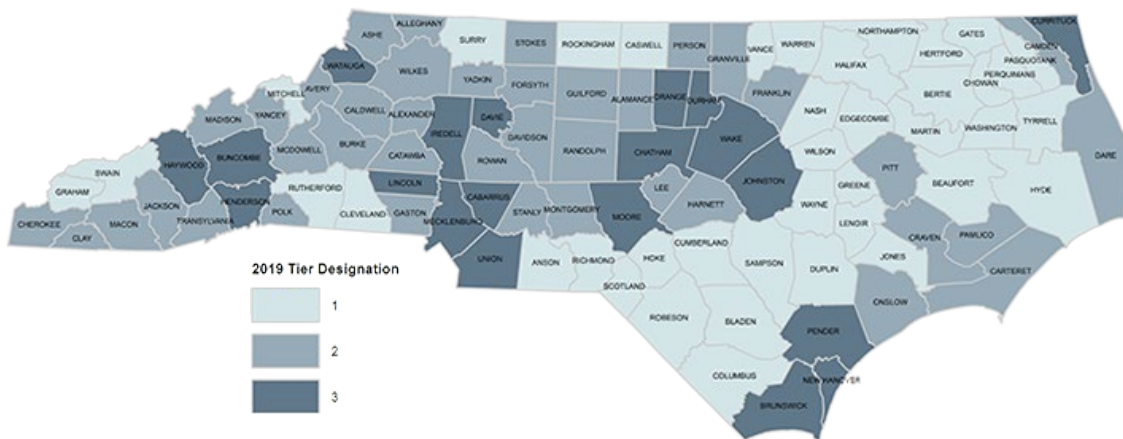 ALLEGHANY
ASHE
SURRY
STOKES
ROCKINGHAM
CASWELL
PERSON
VANCE
WARREN
NORTHAMPTON
GATES
CURRITUCK
CAMDEN
PASQUOTANK
HERTFORD
PERQUIMANS
CHOWAN
WATAUGA
WILKES
YADKIN
FORSYTH
GUILFORD
ALAMANCE
ORANGE
DURHAM
GRANVILLE
FRANKLIN
HALIFAX
BERTIE
MITCHELL
AVERY
CALDWELL
ALEXANDER
IREDELL
DAVIE
NASH
EDGECOMBE
MARTIN
WASHINGTON
TYRRELL
DARE
MADISON
YANCEY
MCDOWELL
BURKE
CATAWBA
ROWAN
DAVIDSON
RANDOLPH
CHATHAM
WAKE
WILSON
PITT
HAYWOOD
BUNCOMBE
SWAIN
GRAHAM
RUTHERFORD
LINCOLN
CABARRUS
LEE
JOHNSTON
GREENE
BEAUFORT
HYDE
JACKSON
HENDERSON
POLK
CLEVELAND
GASTON
MECKLENBURG
STANLY
MONTGOMERY
MOORE
HARNETT
WAYNE
LENOIR
CHEROKEE
MACON
CLAY
TRANSYLVANIA
CRAVEN
PAMLICO
UNION
ANSON
RICHMOND
HOKE
CUMBERLAND
SAMPSON
DUPLIN
JONES
CARTERET
SCOTLAND
ONSLOW
ROBESON
BLADEN
PENDER
COLUMBUS
NEW HANOVER
BRUNSWICK
2019 Tier Designation
1
2
3